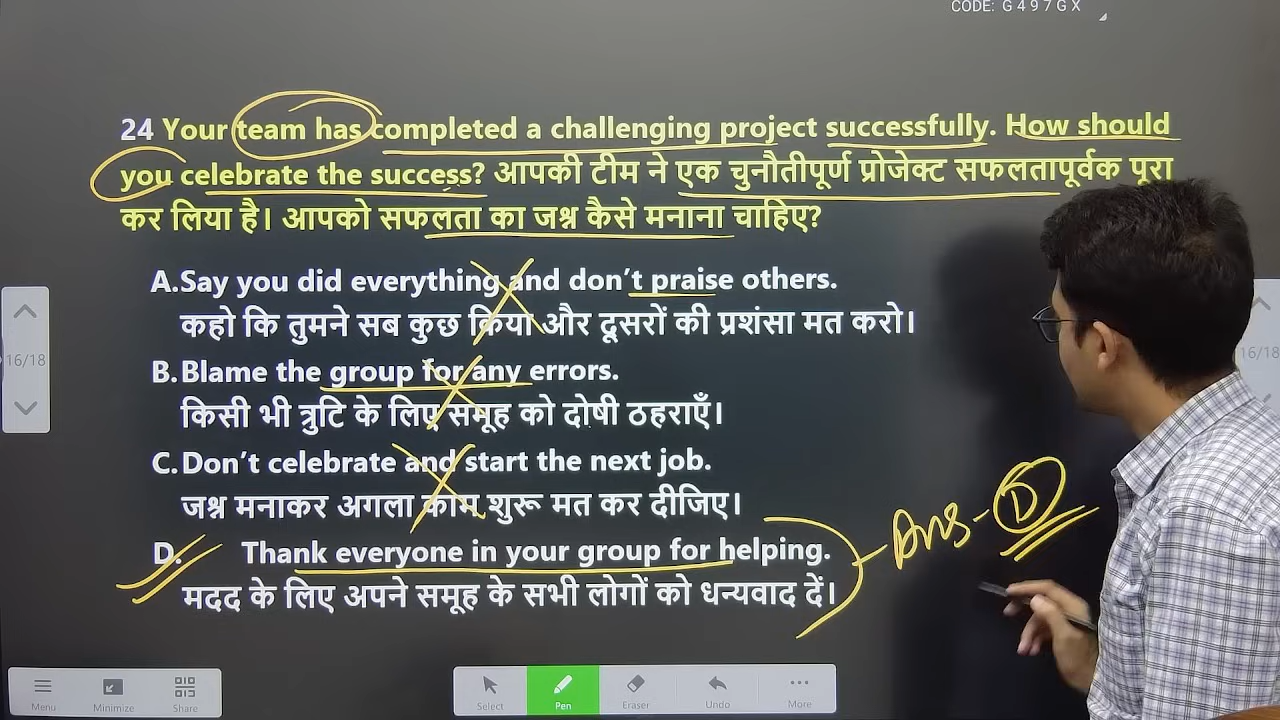 CODE: G497GX
24 Your team has completed a challenging project successfully. How should
you celebrate the success? आपकी टीम ने एक चुनौतीपूर्ण प्रोजेक्ट सफलतापूर्वक पूरा
कर लिया है। आपको सफलता का जश्न कैसे मनाना चाहिए?
A.Say you did everything and don't praise others.
कहो कि तुमने सब कुछ किया और दूसरों की प्रशंसा मत करो।
B.Blame the group for any errors.
किसी भी त्रुटि के लिए समूह को दोषी ठहराएँ।
C.Don't celebrate and start the next job.
जश्न मनाकर अगला काम शुरू मत कर दीजिए।
D. Thank everyone in your group for helping.
मदद के लिए अपने समूह के सभी लोगों को धन्यवाद दें।
Ans - D
16/18
16/18
Menu Minimize Share Select Pen Eraser Undo More